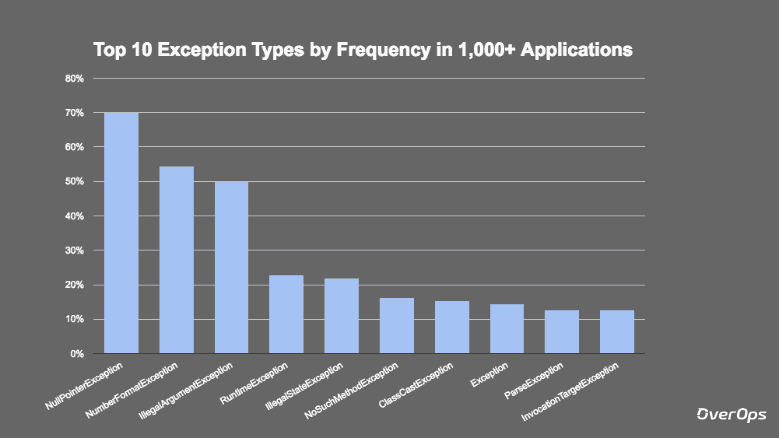 Top 10 Exception Types by Frequency in 1,000+ Applications
80%
70%
60%
50%
40%
30%
20%
10%
0%
NullPointerException
NumberFormatException
IllegalArgumentException
RuntimeException
IllegalStateException
NoSuchMethodException
ClassCastException
Exception
ParseException
InvocationTargetException
OverOps